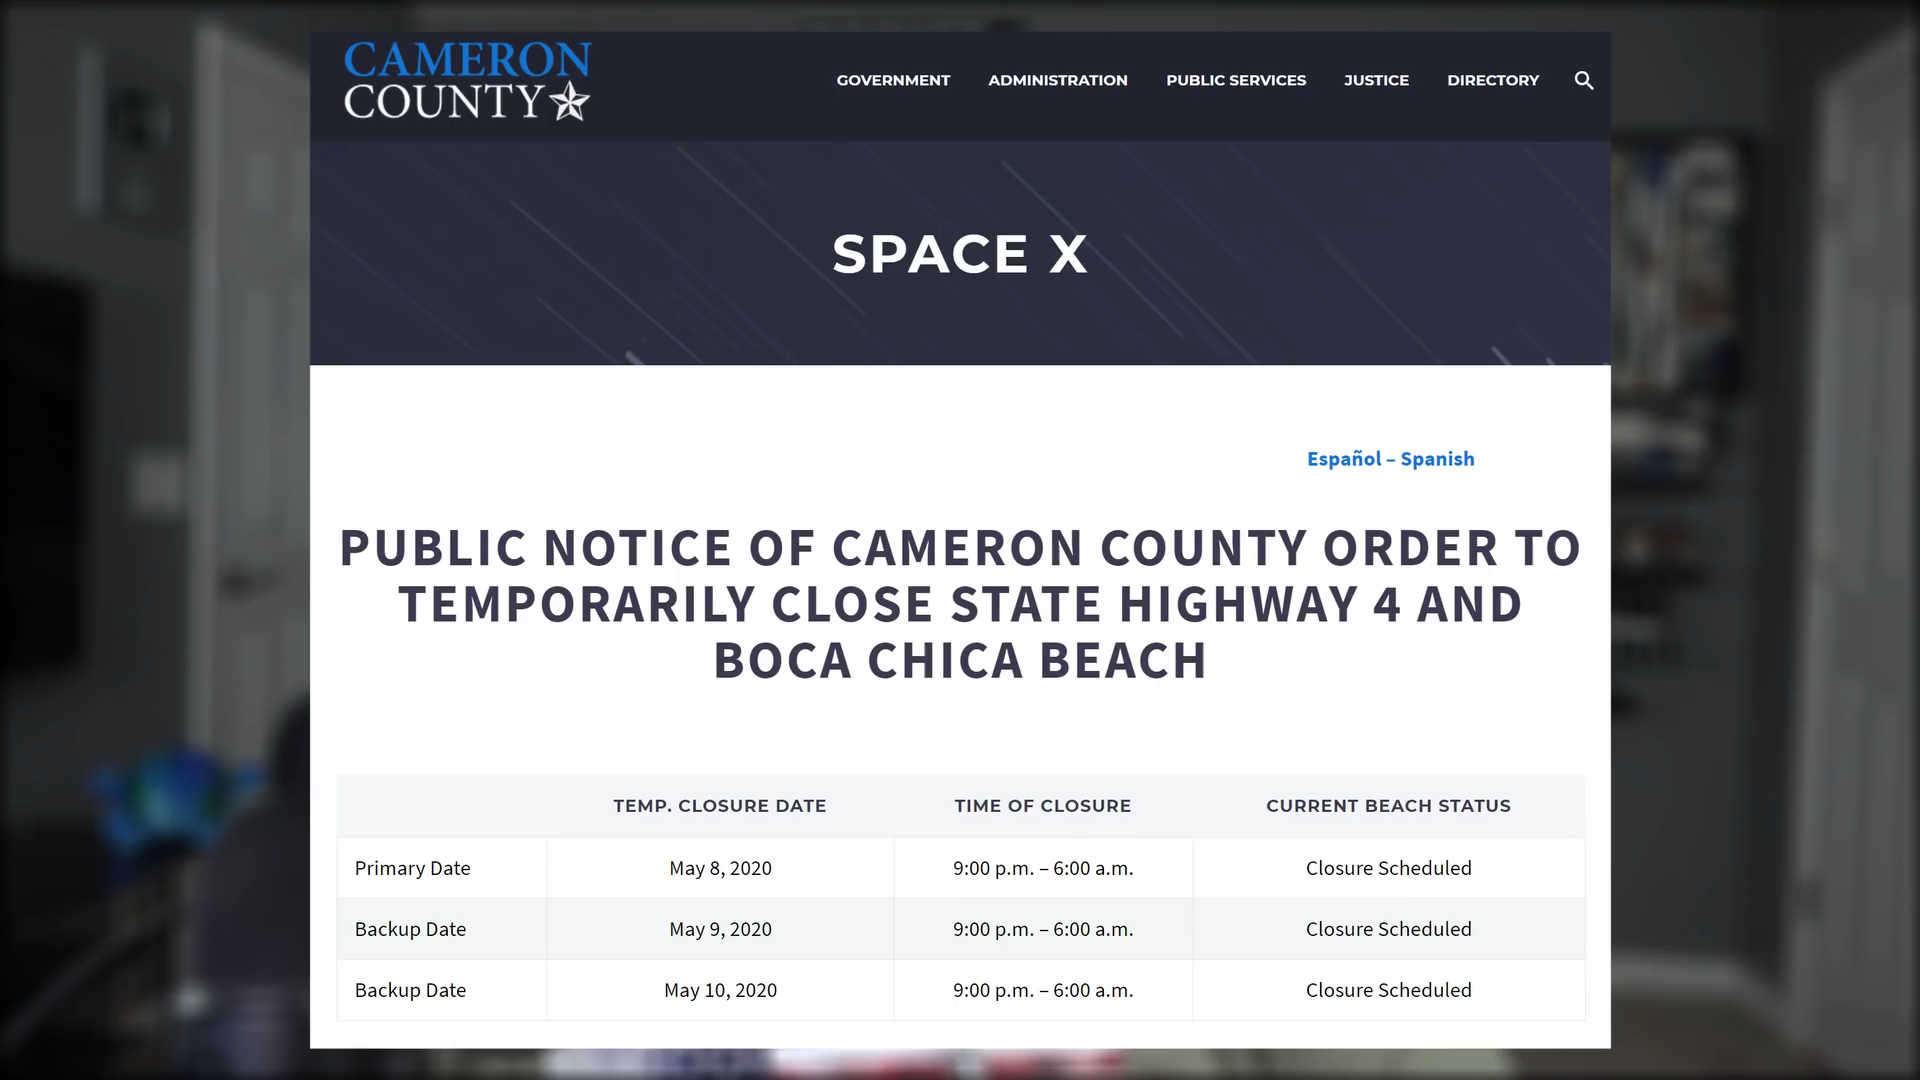 CAMERON
COUNTY
GOVERNMENT ADMINISTRATION PUBLIC SERVICES JUSTICE DIRECTORY
SPACE X
Español – Spanish
PUBLIC NOTICE OF CAMERON COUNTY ORDER TO
TEMPORARILY CLOSE STATE HIGHWAY 4 AND
BOCA CHICA BEACH
TEMP. CLOSURE DATE TIME OF CLOSURE CURRENT BEACH STATUS
Primary Date May 8, 2020 9:00 p.m. – 6:00 a.m. Closure Scheduled
Backup Date May 9, 2020 9:00 p.m. – 6:00 a.m. Closure Scheduled
Backup Date May 10, 2020 9:00 p.m. – 6:00 a.m. Closure Scheduled